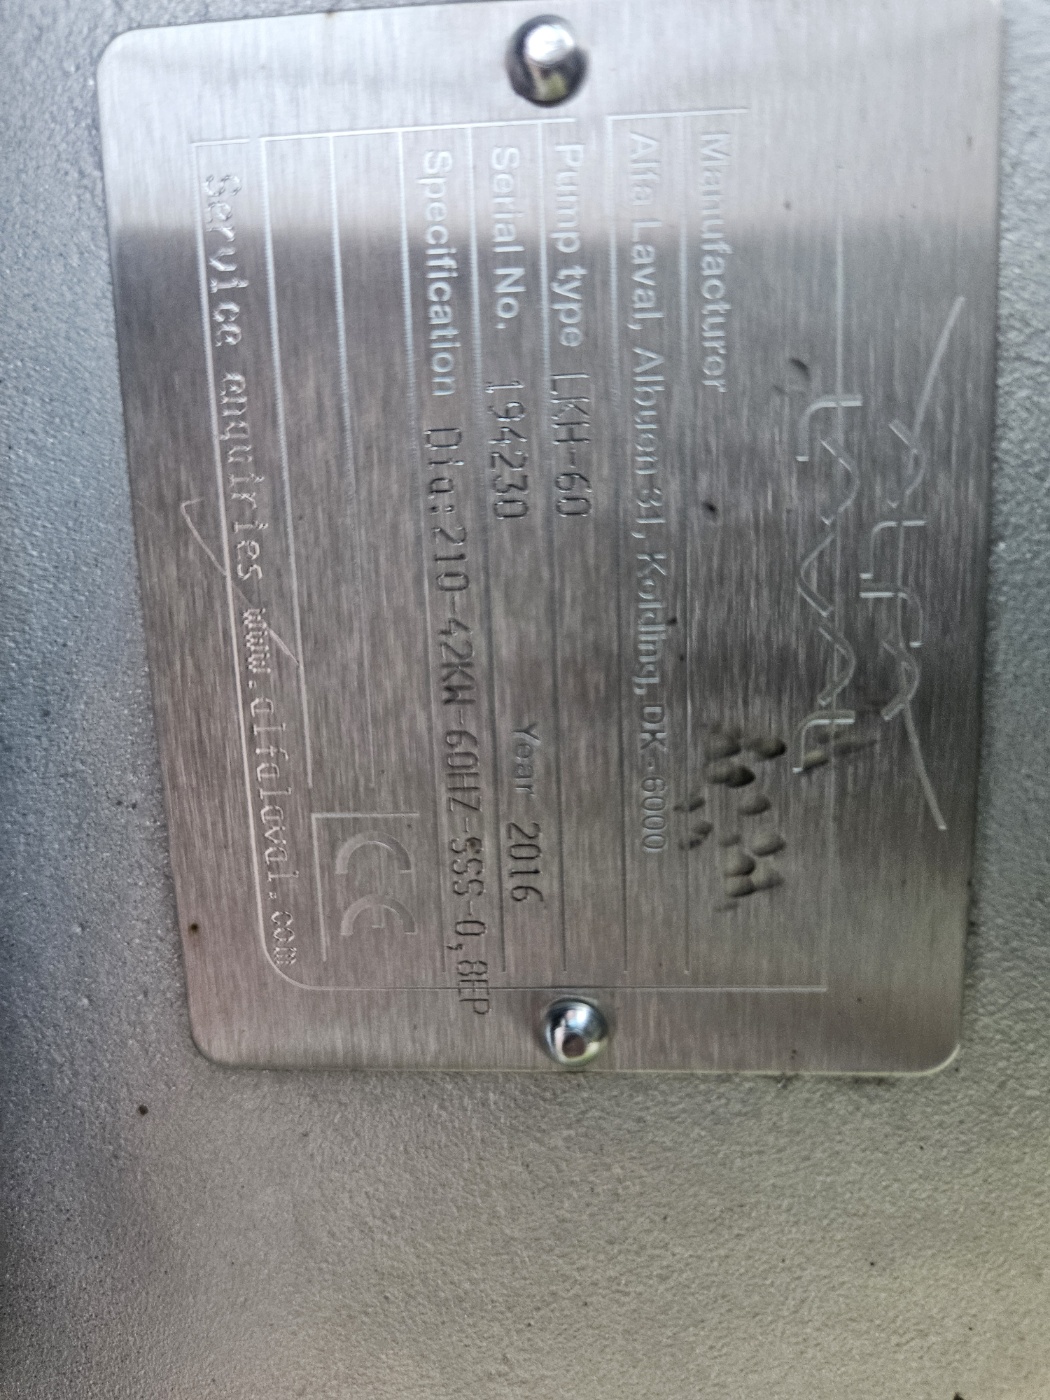 Alfa
Laval
Manufacturer
Alfa Laval, Albuen 31, Kolding, DK-6000
Pump type LKH-60
Serial No. 194230 Year 2016
Specification Dia:210-42KW-60HZ-SSS-0,8EP
CE
Service enquiries www.alfalaval.com